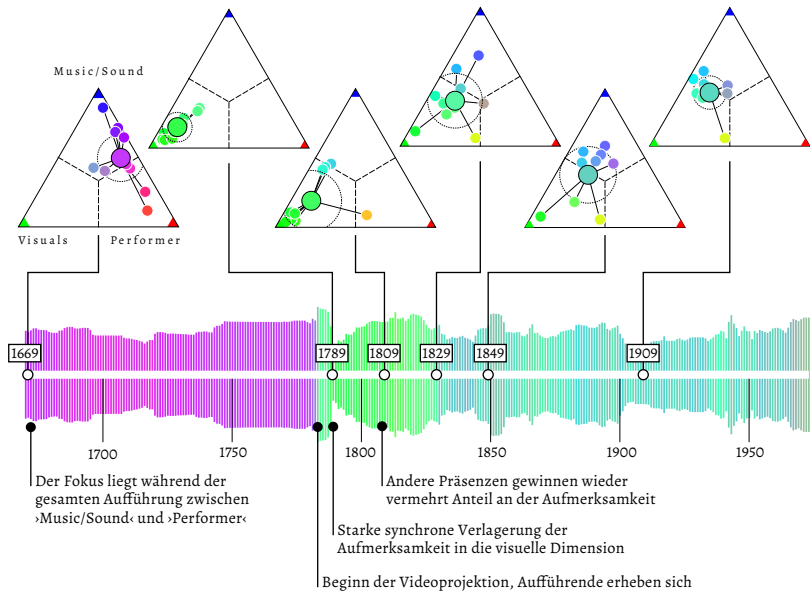 Music/Sound
Visuals
Performer
1669
1789
1809
1829
1849
1909
1700
1750
1800
1850
1900
1950
Der Fokus liegt während der
gesamten Aufführung zwischen
›Music/Sound‹ und ›Performer‹
Andere Präsenzen gewinnen wieder
vermehrt Anteil an der Aufmerksamkeit
Starke synchrone Verlagerung der
Aufmerksamkeit in die visuelle Dimension
Beginn der Videoprojektion, Aufführende erheben sich